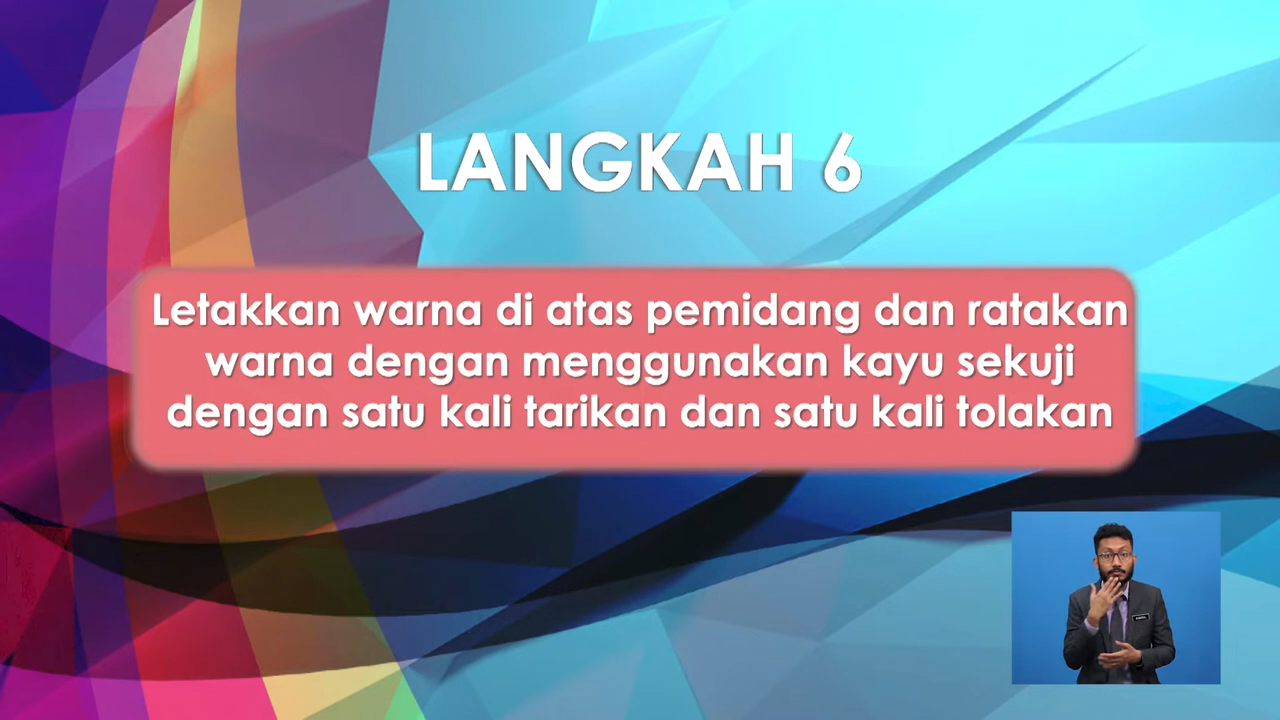 LANGKAH 6
Letakkan warna di atas pemidang dan ratakan
warna dengan menggunakan kayu sekuji
dengan satu kali tarikan dan satu kali tolakan